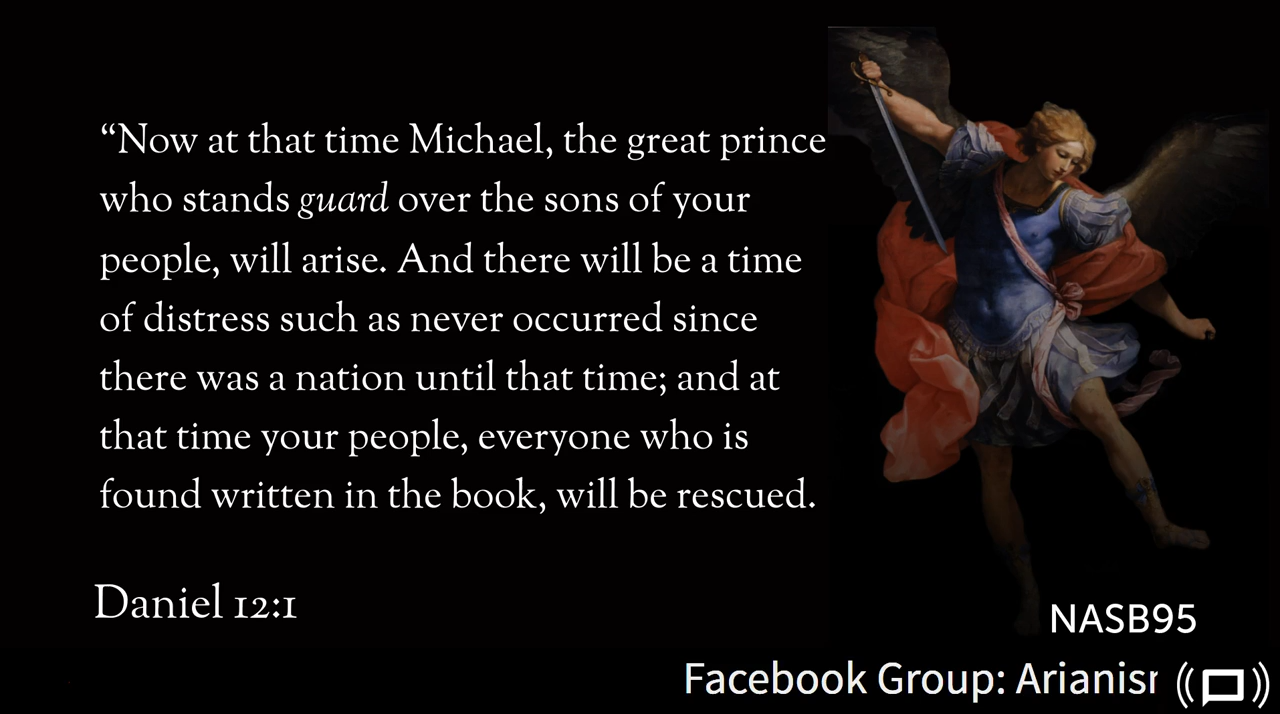 “Now at that time Michael, the great prince
who stands guard over the sons of your
people, will arise. And there will be a time
of distress such as never occurred since
there was a nation until that time; and at
that time your people, everyone who is
found written in the book, will be rescued.
Daniel 12:1
NASB95
Facebook Group: